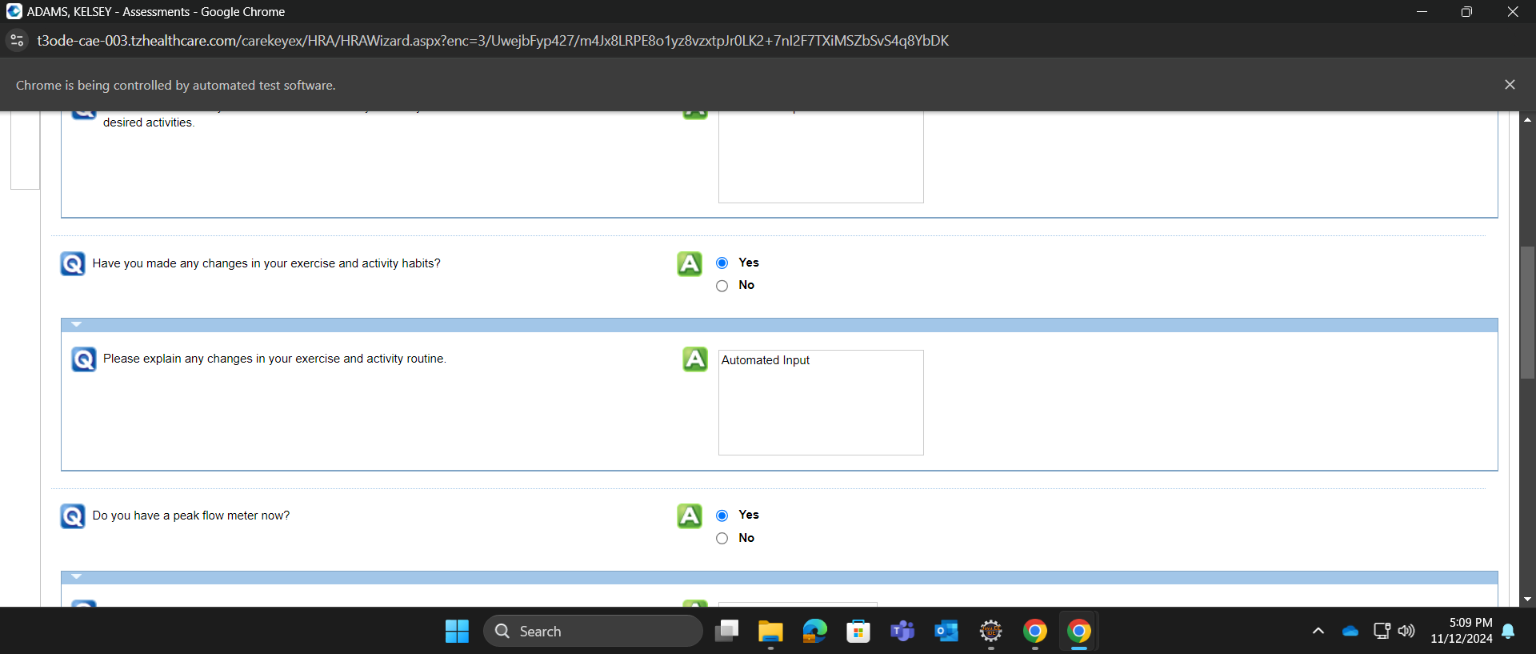 ADAMS, KELSEY - Assessments - Google Chrome
t3ode-cae-003.tzhealthcare.com/carekeyex/HRA/HRAWizard.aspx?enc=3/UwejbFyp427/m4Jx8LRPE8o1yz8vzxtpJr0LK2+7nI2F7TXiMSZbSvS4q8YbDK
Chrome is being controlled by automated test software.
desired activities.
Q Have you made any changes in your exercise and activity habits? A Yes
No
Q Please explain any changes in your exercise and activity routine. A Automated Input
Q Do you have a peak flow meter now? A Yes
No
Search
5:09 PM
11/12/2024